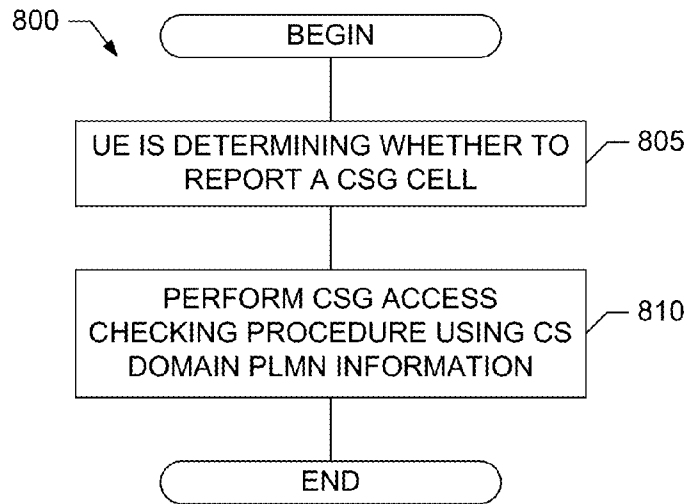 800
BEGIN
UE IS DETERMINING WHETHER TO
REPORT A CSG CELL
805
PERFORM CSG ACCESS
CHECKING PROCEDURE USING CS
DOMAIN PLMN INFORMATION
810
END